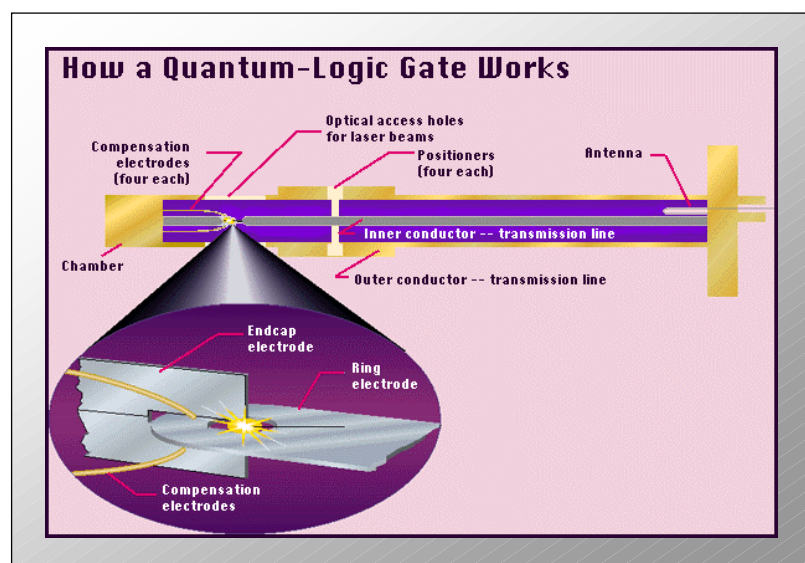 How a Quantum-Logic Gate Works
Optical access holes
for laser beams
Compensation
electrodes
(four each)
Positioners
(four each)
Antenna
Inner conductor -- transmission line
Chamber
Outer conductor -- transmission line
Endcap
electrode
Ring
electrode
Compensation
electrodes